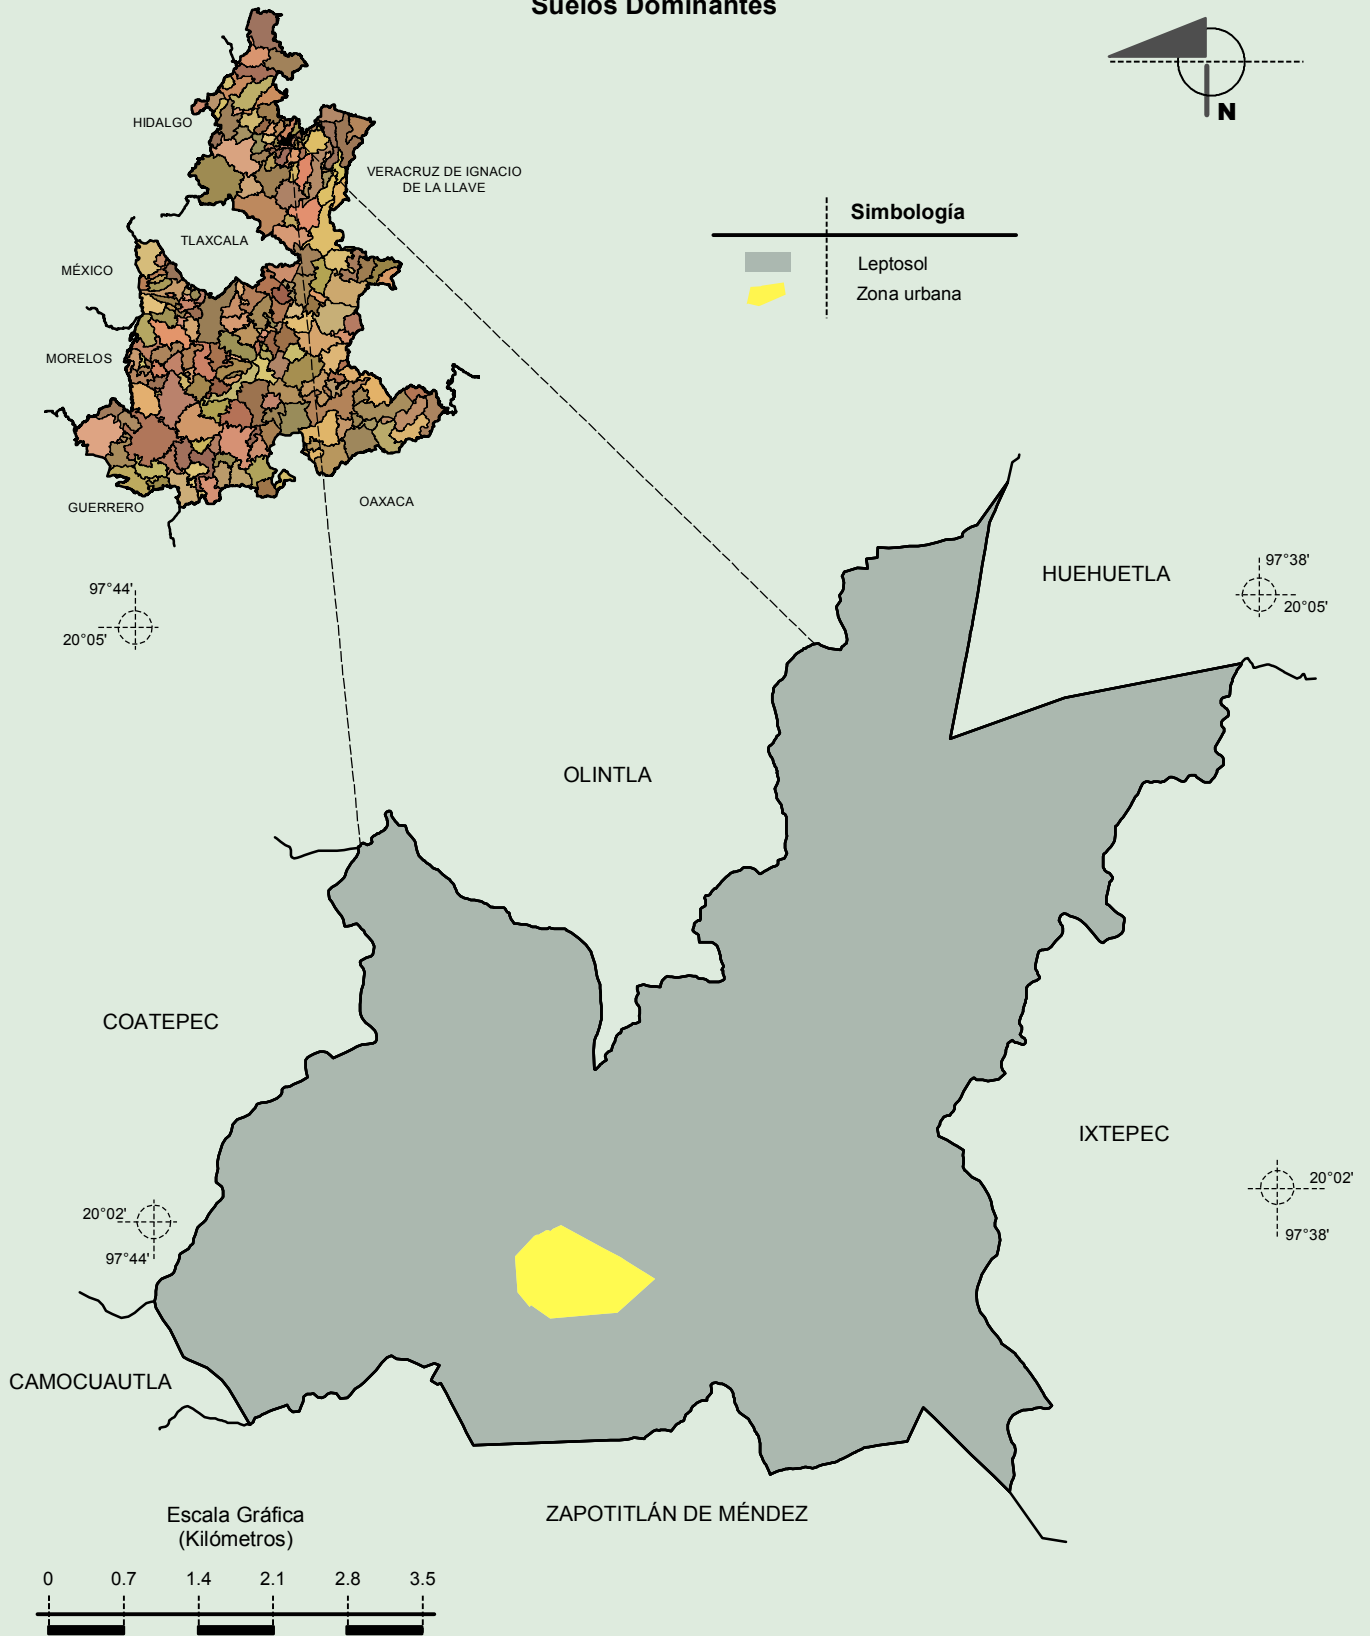 Suelos Dominantes
N
HIDALGO
VERACRUZ DE IGNACIO
DE LA LLAVE
TLAXCALA
MÉXICO
MORELOS
GUERRERO
OAXACA
Simbología
Leptosol
Zona urbana
97°44'
20°05'
HUEHUETLA
97°38'
20°05'
OLINTLA
COATEPEC
IXTEPEC
20°02'
97°38'
20°02'
97°44'
CAMOCUAUTLA
ZAPOTITLÁN DE MÉNDEZ
Escala Gráfica
(Kilómetros)
0 0.7 1.4 2.1 2.8 3.5